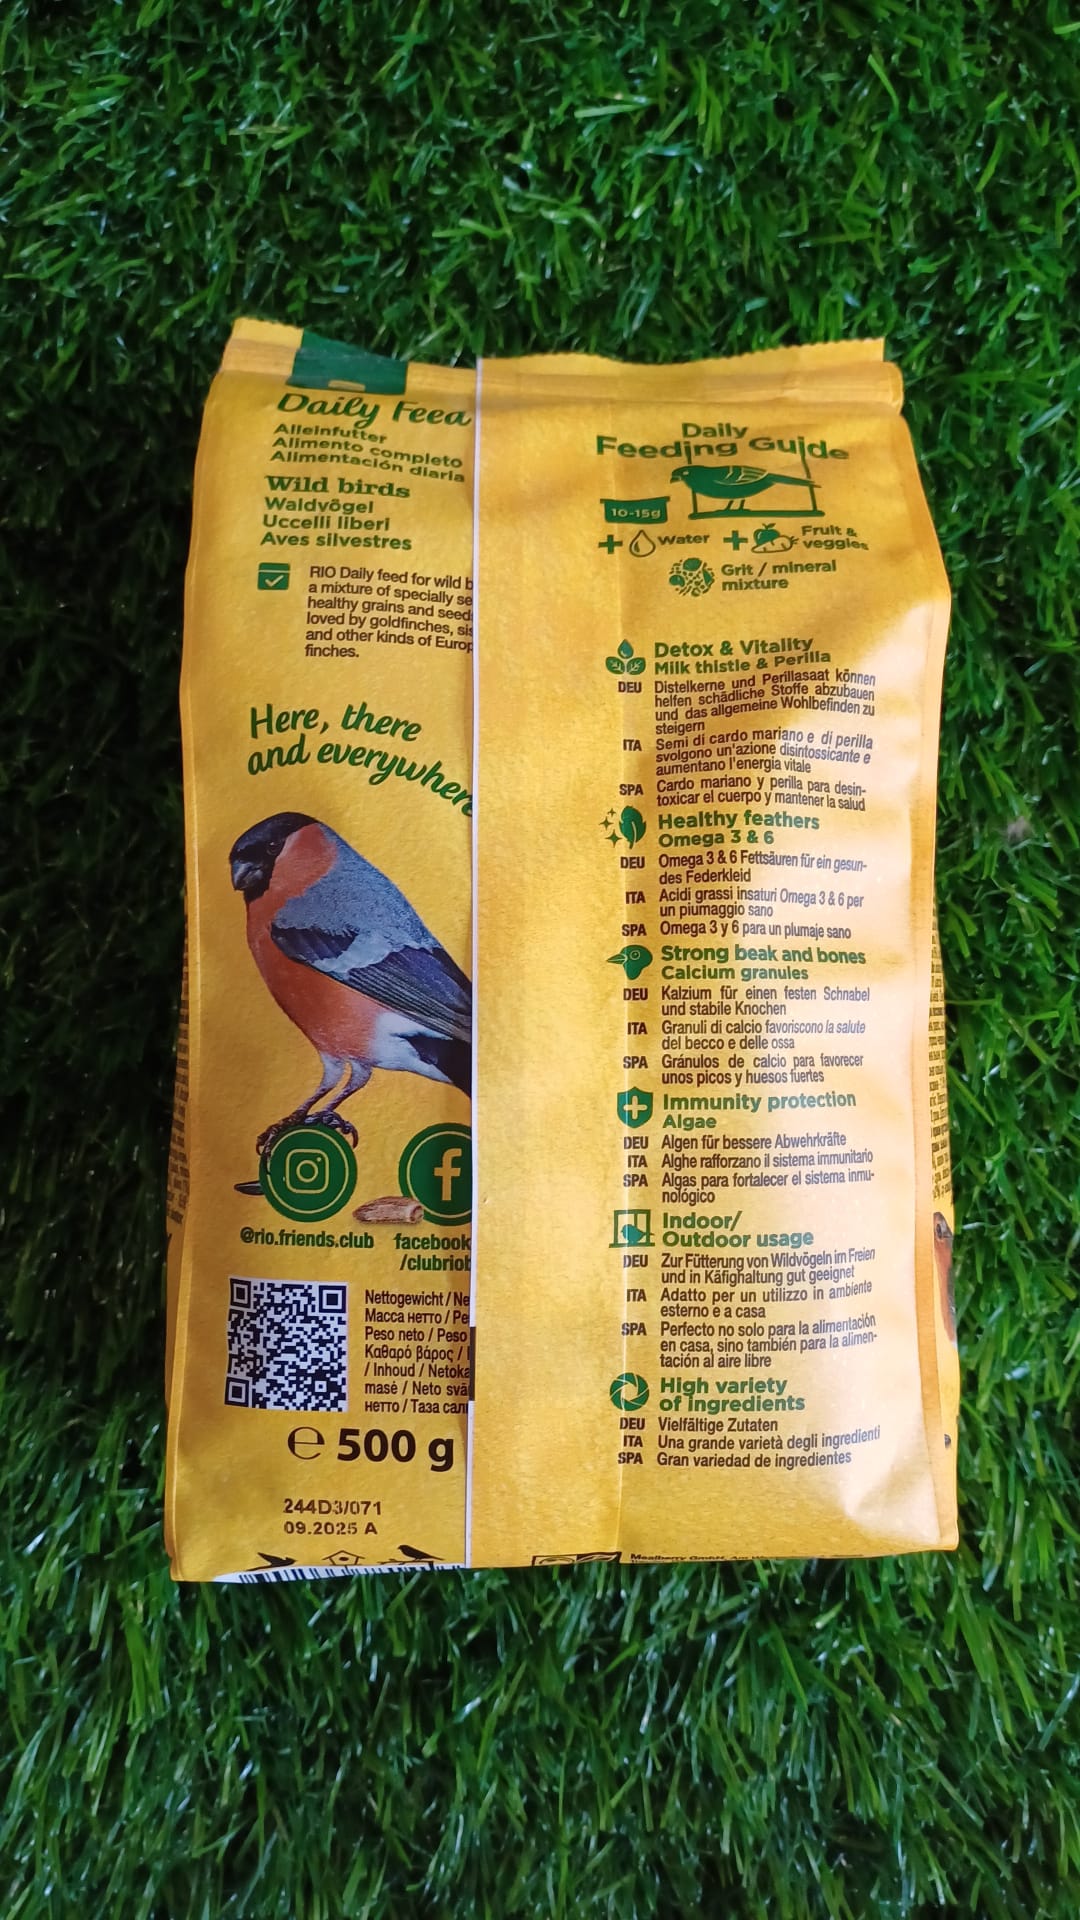 Daily Feed
Alleinfutter
Alimento completo
Alimentación diaria
Wild birds
Waldvögel
Uccelli liberi
Aves silvestres
RIO Daily feed for wild b
a mixture of specially se
healthy grains and seed
loved by goldfinches, sis
and other kinds of Europ
finches.
Here, there
and everywhere
@rio.friends.club
facebook
/clubriob
Nettogewicht / Ne
Масса нетто / Pe
Peso neto / Peso
Καθαρό βάρος /
/ Inhoud / Netoka
masė / Neto svā
нетто / Таза салм
e 500 g
244D3/071
09.2025 A
Daily
Feeding Guide
10-15g
+ Water + Fruit &
veggies
Grit / mineral
mixture
Detox & Vitality
Milk thistle & Perilla
DEU Distelkerne und Perillasaat können
helfen schädliche Stoffe abzubauen
und das allgemeine Wohlbefinden zu
steigern
ITA Semi di cardo mariano e di perilla
svolgono un'azione disintossicante e
aumentano l'energia vitale
SPA Cardo mariano y perilla para desin-
toxicar el cuerpo y mantener la salud
Healthy feathers
Omega 3 & 6
DEU Omega 3 & 6 Fettsäuren für ein gesun-
des Federkleid
ITA Acidi grassi insaturi Omega 3 & 6 per
un piumaggio sano
SPA Omega 3 y 6 para un plumaje sano
Strong beak and bones
Calcium granules
DEU Kalzium für einen festen Schnabel
und stabile Knochen
ITA Granuli di calcio favoriscono la salute
del becco e delle ossa
SPA Gránulos de calcio para favorecer
unos picos y huesos fuertes
Immunity protection
Algae
DEU Algen für bessere Abwehrkräfte
ITA Alghe rafforzano il sistema immunitario
SPA Algas para fortalecer el sistema inmu-
nológico
Indoor/
Outdoor usage
DEU Zur Fütterung von Wildvögeln im Freien
und in Käfighaltung gut geeignet
ITA Adatto per un utilizzo in ambiente
esterno e a casa
SPA Perfecto no solo para la alimentación
en casa, sino también para la alimen-
tación al aire libre
High variety
of ingredients
DEU Vielfältige Zutaten
ITA Una grande varietà degli ingredienti
SPA Gran variedad de ingredientes
Mealberry GmbH, Am